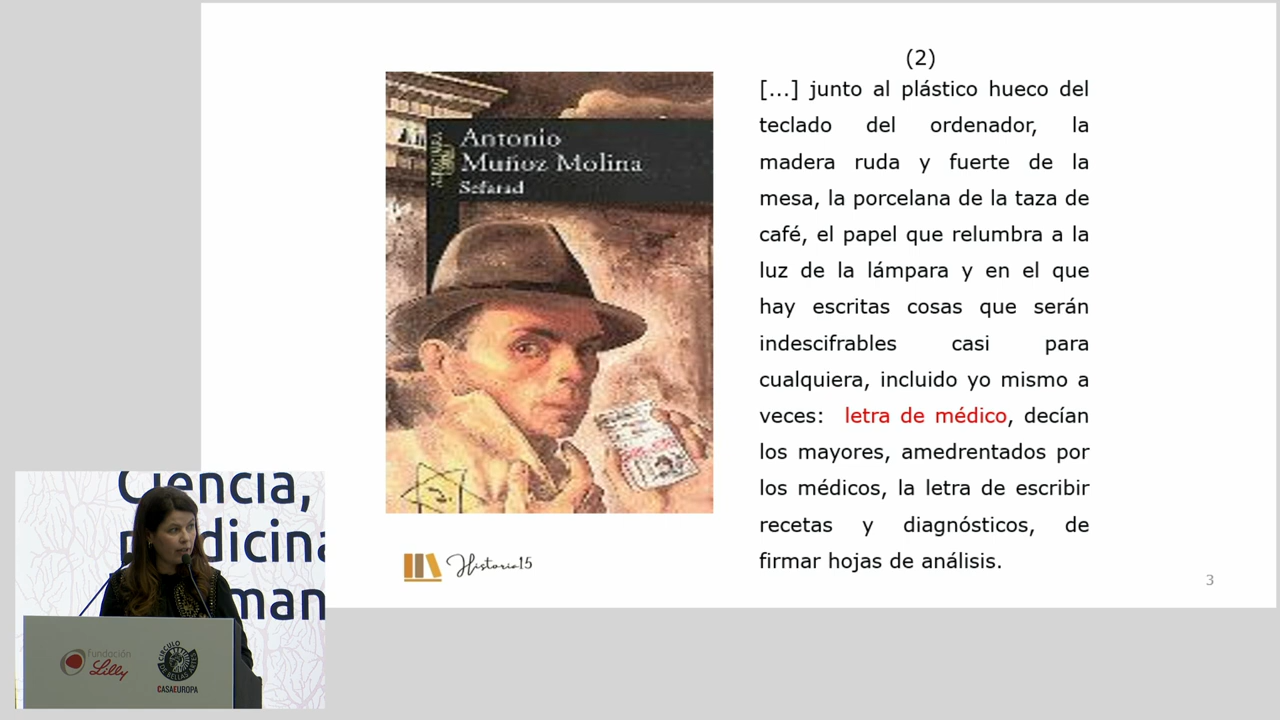 (2)
[...] junto al plástico hueco del
teclado del ordenador, la
madera ruda y fuerte de la
mesa, la porcelana de la taza de
café, el papel que relumbra a la
luz de la lámpara y en el que
hay escritas cosas que serán
indescifrables casi para
cualquiera, incluido yo mismo a
veces: letra de médico, decían
los mayores, amedrentados por
los médicos, la letra de escribir
recetas y diagnósticos, de
firmar hojas de análisis.
Antonio
Muñoz Molina
Sefarad
Historia15
3
Ciencia,
medicina
man
Fundación
Lilly
CÍRCULO
DE BELLAS ARTES
CASAEUROPA